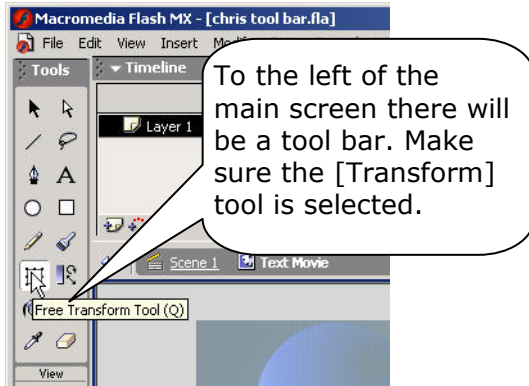 Macromedia Flash MX - [chris tool bar.fla]
File Edit View Insert
Tools
Timeline
To the left of the
main screen there will
be a tool bar. Make
sure the [Transform]
tool is selected.
Layer 1
A
Scene 1 Text Movie
Free Transform Tool (Q)
View